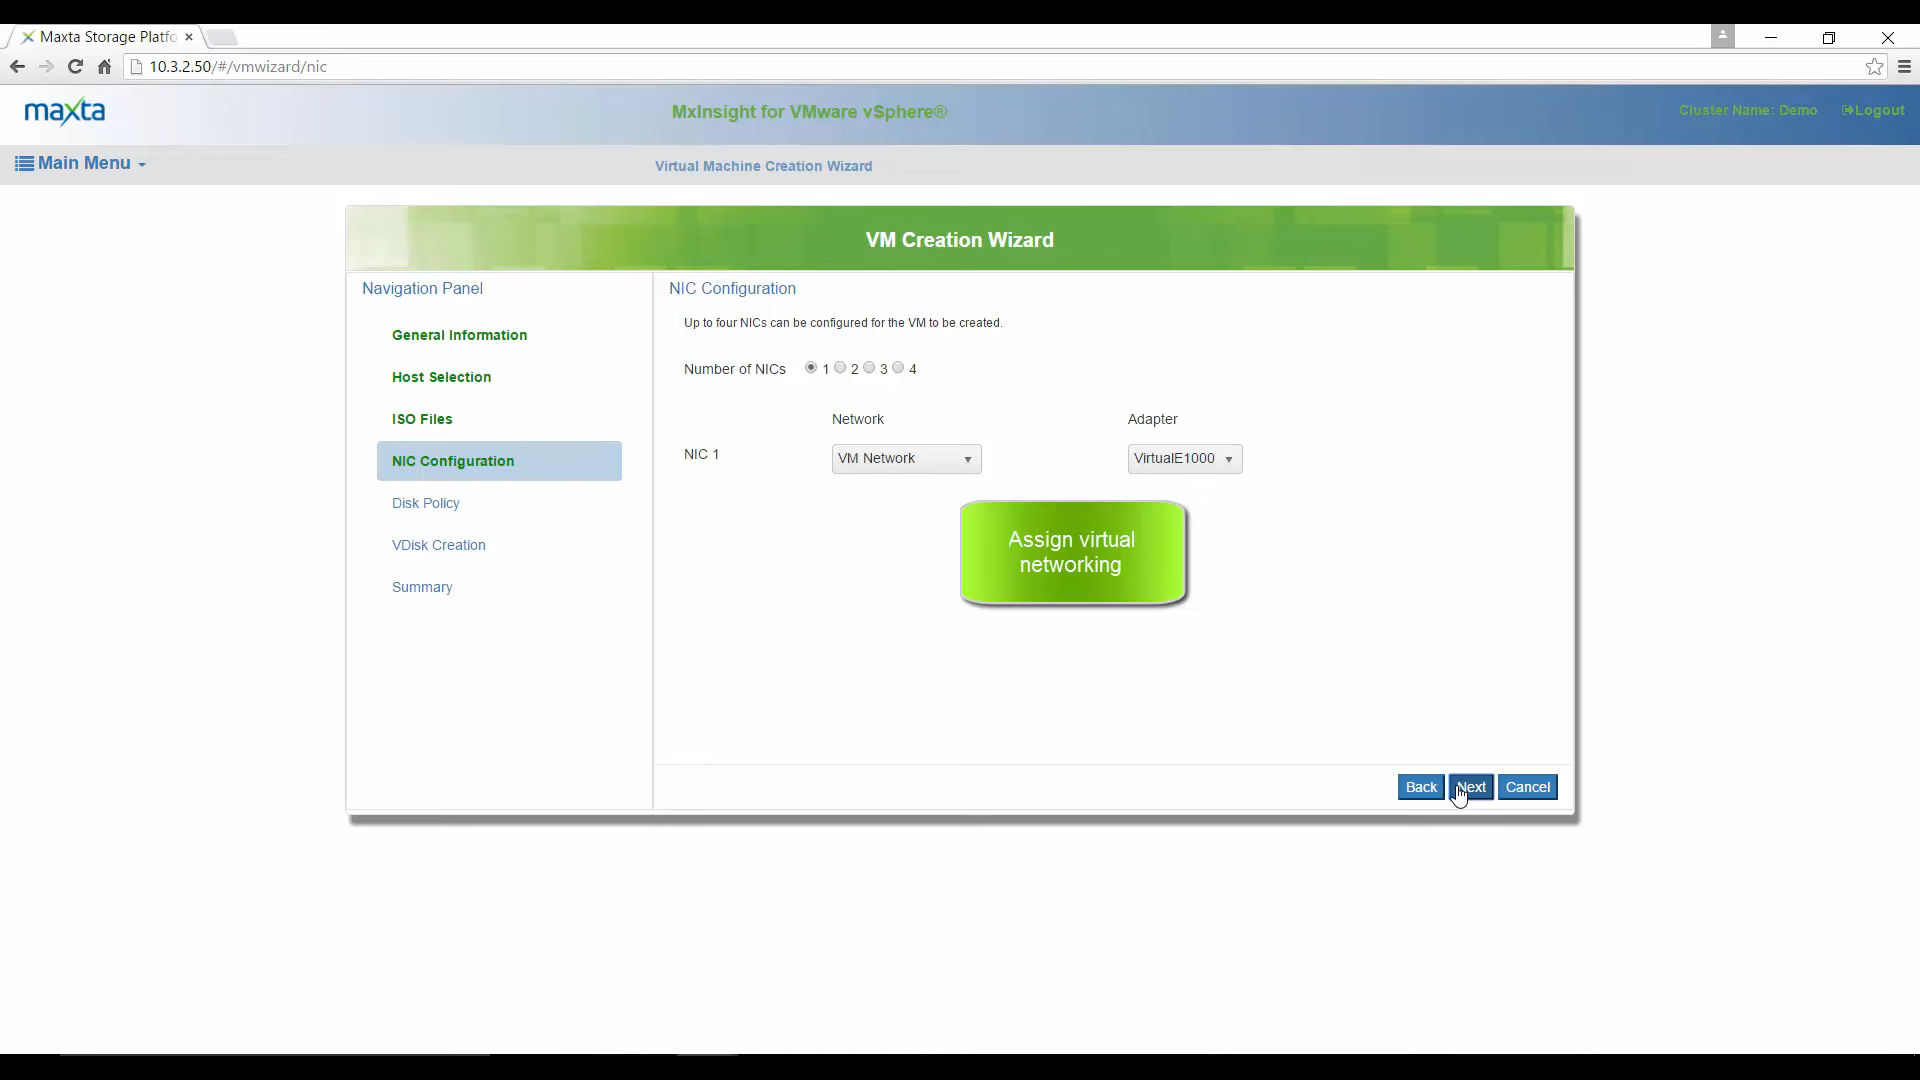 Maxta Storage Platfo
10.3.2.50/#/vmwizard/nic
maxta
MxInsight for VMware vSphere®
Cluster Name: Demo
Logout
Main Menu
Virtual Machine Creation Wizard
VM Creation Wizard
Navigation Panel
General Information
Host Selection
ISO Files
NIC Configuration
Disk Policy
VDisk Creation
Summary
NIC Configuration
Up to four NICs can be configured for the VM to be created.
Number of NICs 1 2 3 4
Network Adapter
NIC 1 VM Network VirtualE1000
Assign virtual
networking
Back Next Cancel